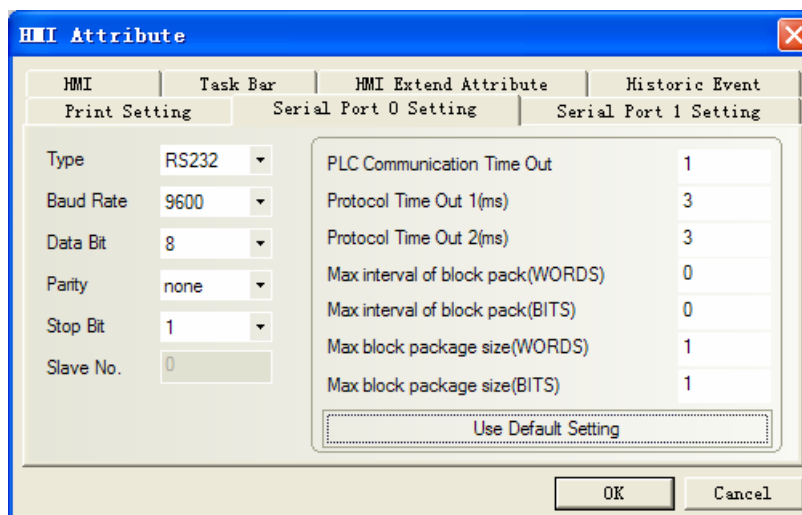 HMI Attribute
HMI Task Bar HMI Extend Attribute Historic Event
Print Setting Serial Port 0 Setting Serial Port 1 Setting
Type RS232
Baud Rate 9600
Data Bit 8
Parity none
Stop Bit 1
Slave No. 0
PLC Communication Time Out 1
Protocol Time Out 1(ms) 3
Protocol Time Out 2(ms) 3
Max interval of block pack(WORDS) 0
Max interval of block pack(BITS) 0
Max block package size(WORDS) 1
Max block package size(BITS) 1
Use Default Setting
OK Cancel